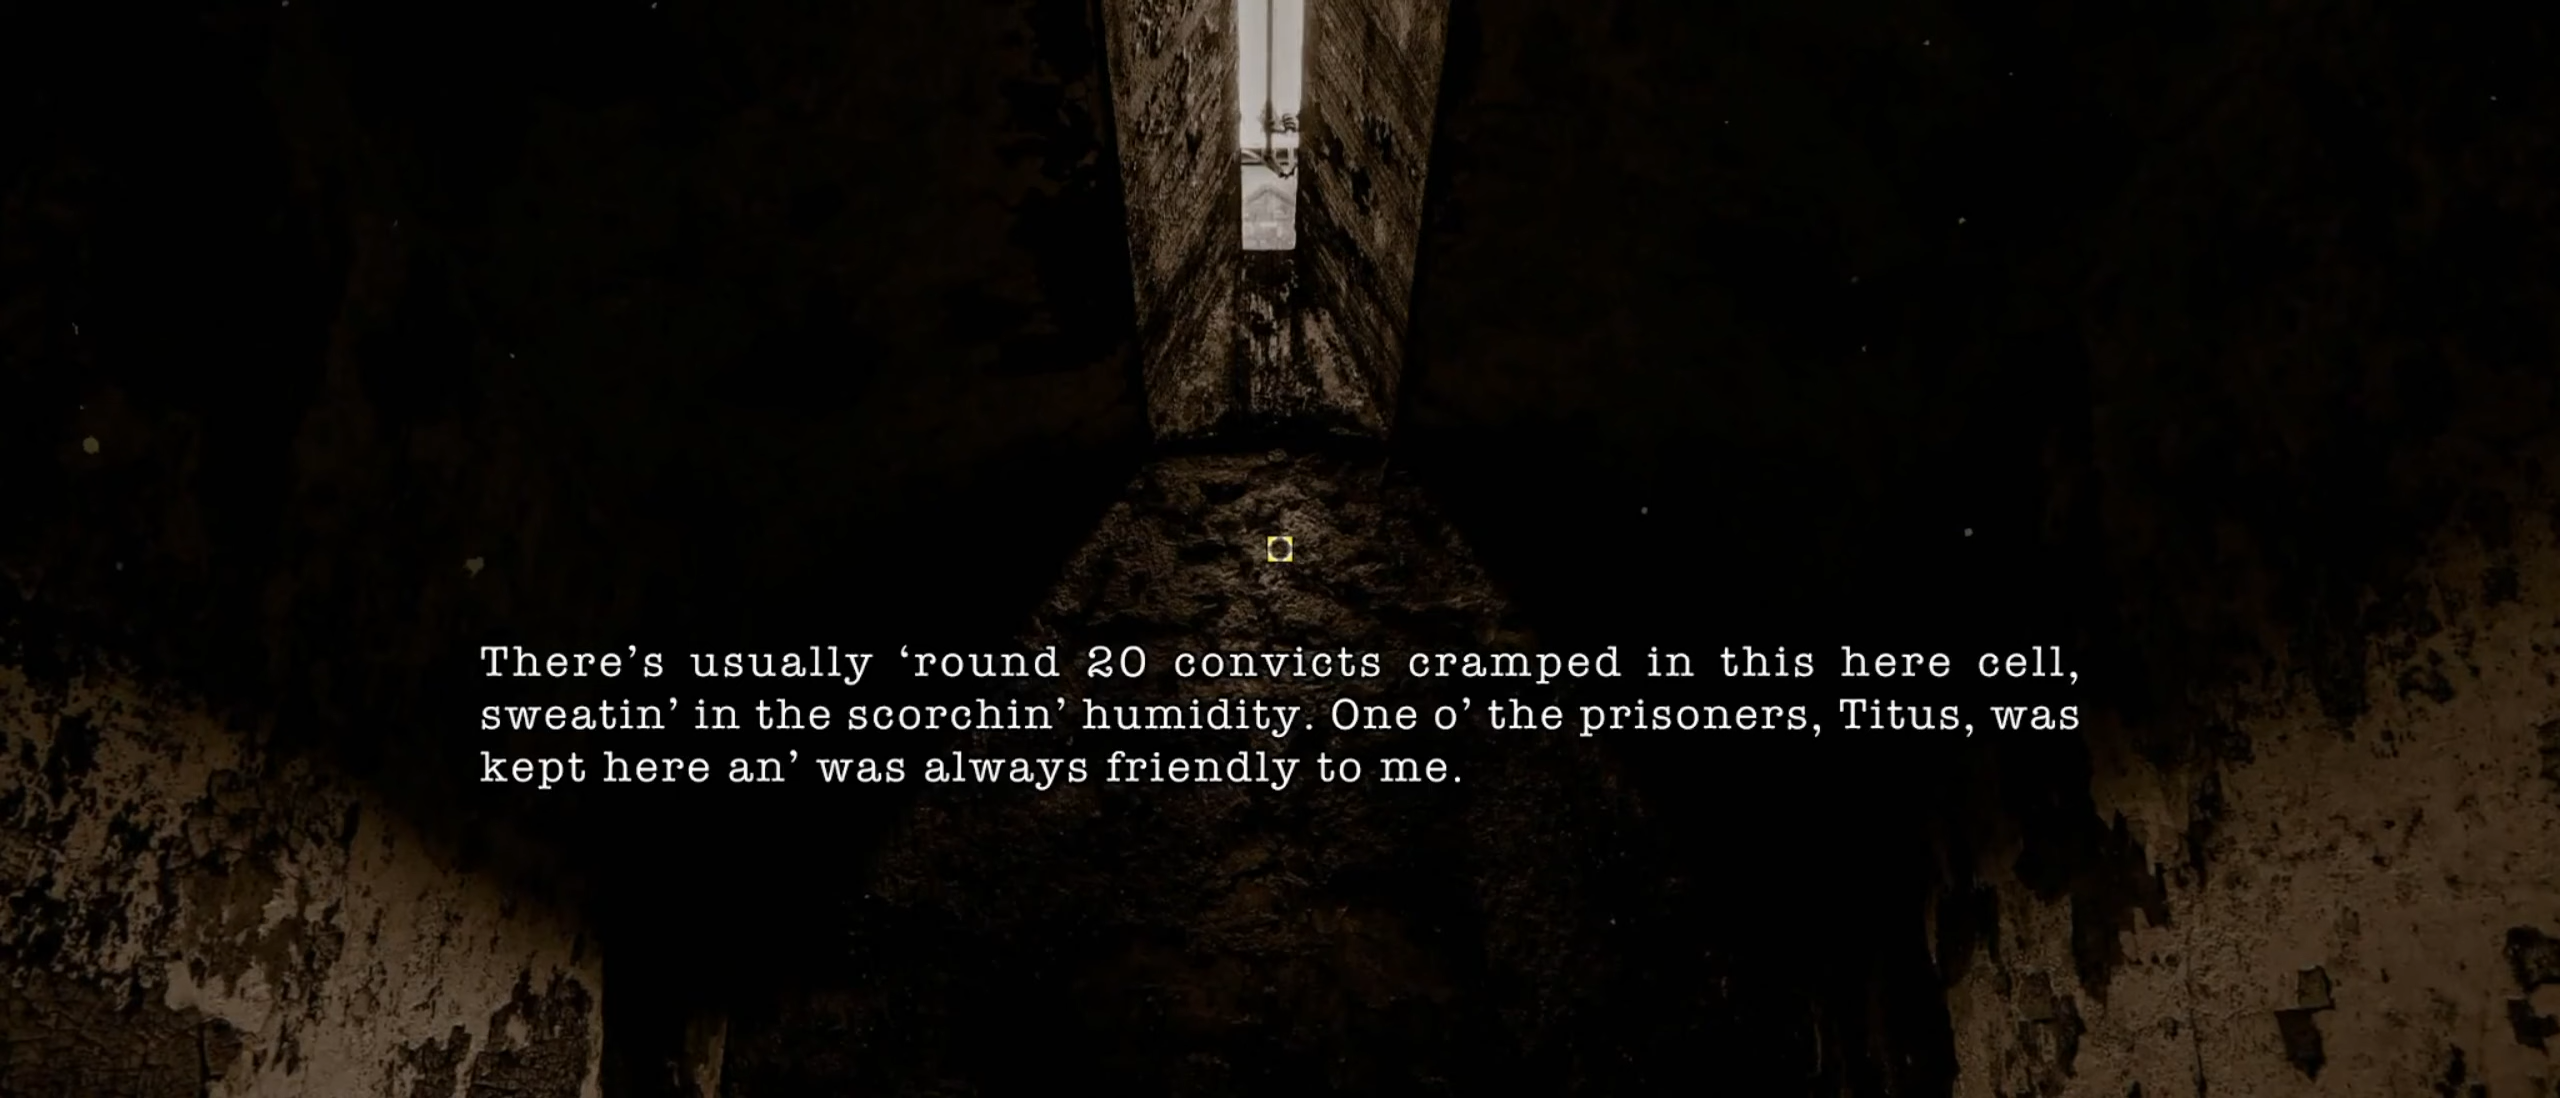 There’s usually ‘round 20 convicts cramped in this here cell,
sweatin’ in the scorchin’ humidity. One o’ the prisoners, Titus, was
kept here an’ was always friendly to me.